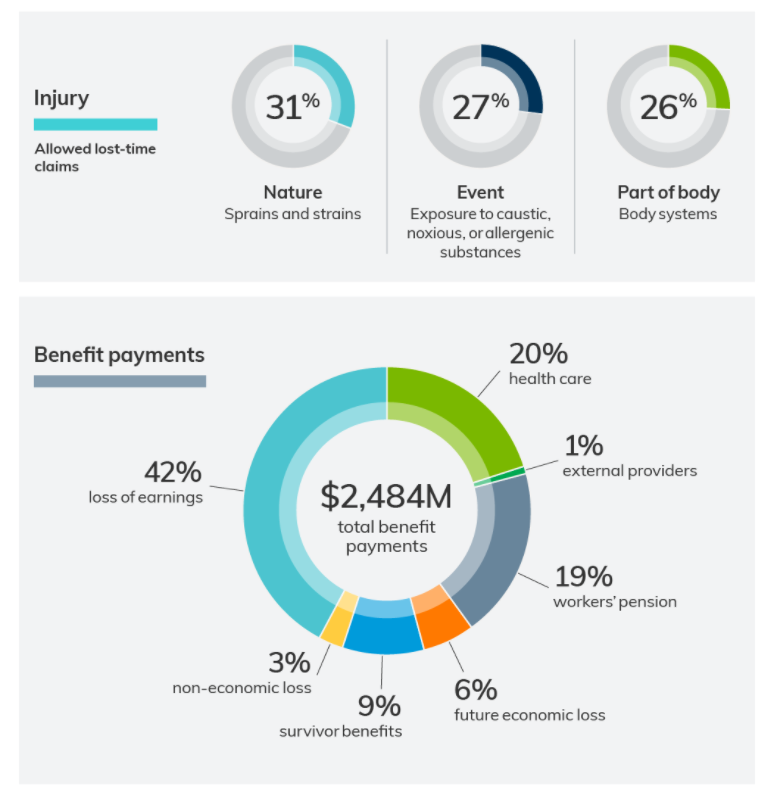 Injury
Allowed lost-time
claims
31%
Nature
Sprains and strains
27%
Event
Exposure to caustic,
noxious, or allergenic
substances
26%
Part of body
Body systems
Benefit payments
20%
health care
1%
external providers
42%
loss of earnings
$2,484M
total benefit
payments
19%
workers' pension
3%
non-economic loss
9%
survivor benefits
6%
future economic loss